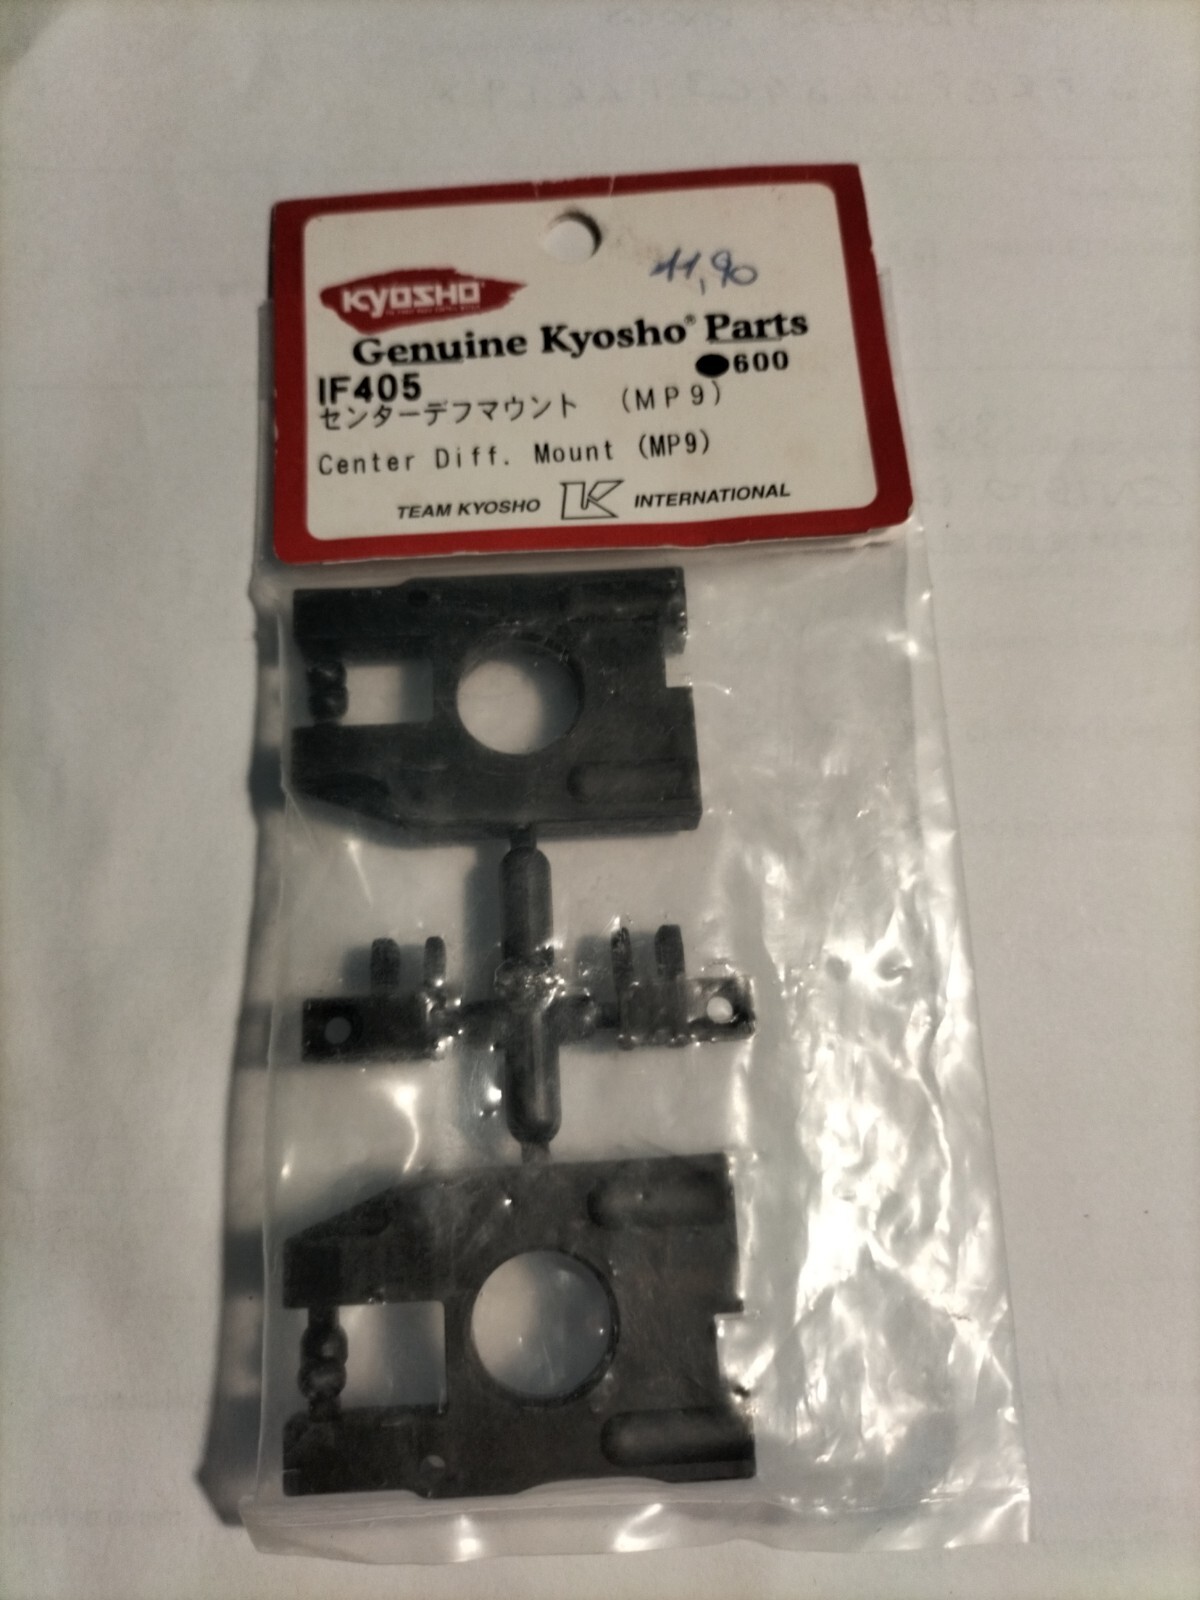 11,90
KYOSHO
Genuine Kyosho® Parts
IF405 ●600
センターデフマウント (MP9)
Center Diff. Mount (MP9)
TEAM KYOSHO K INTERNATIONAL